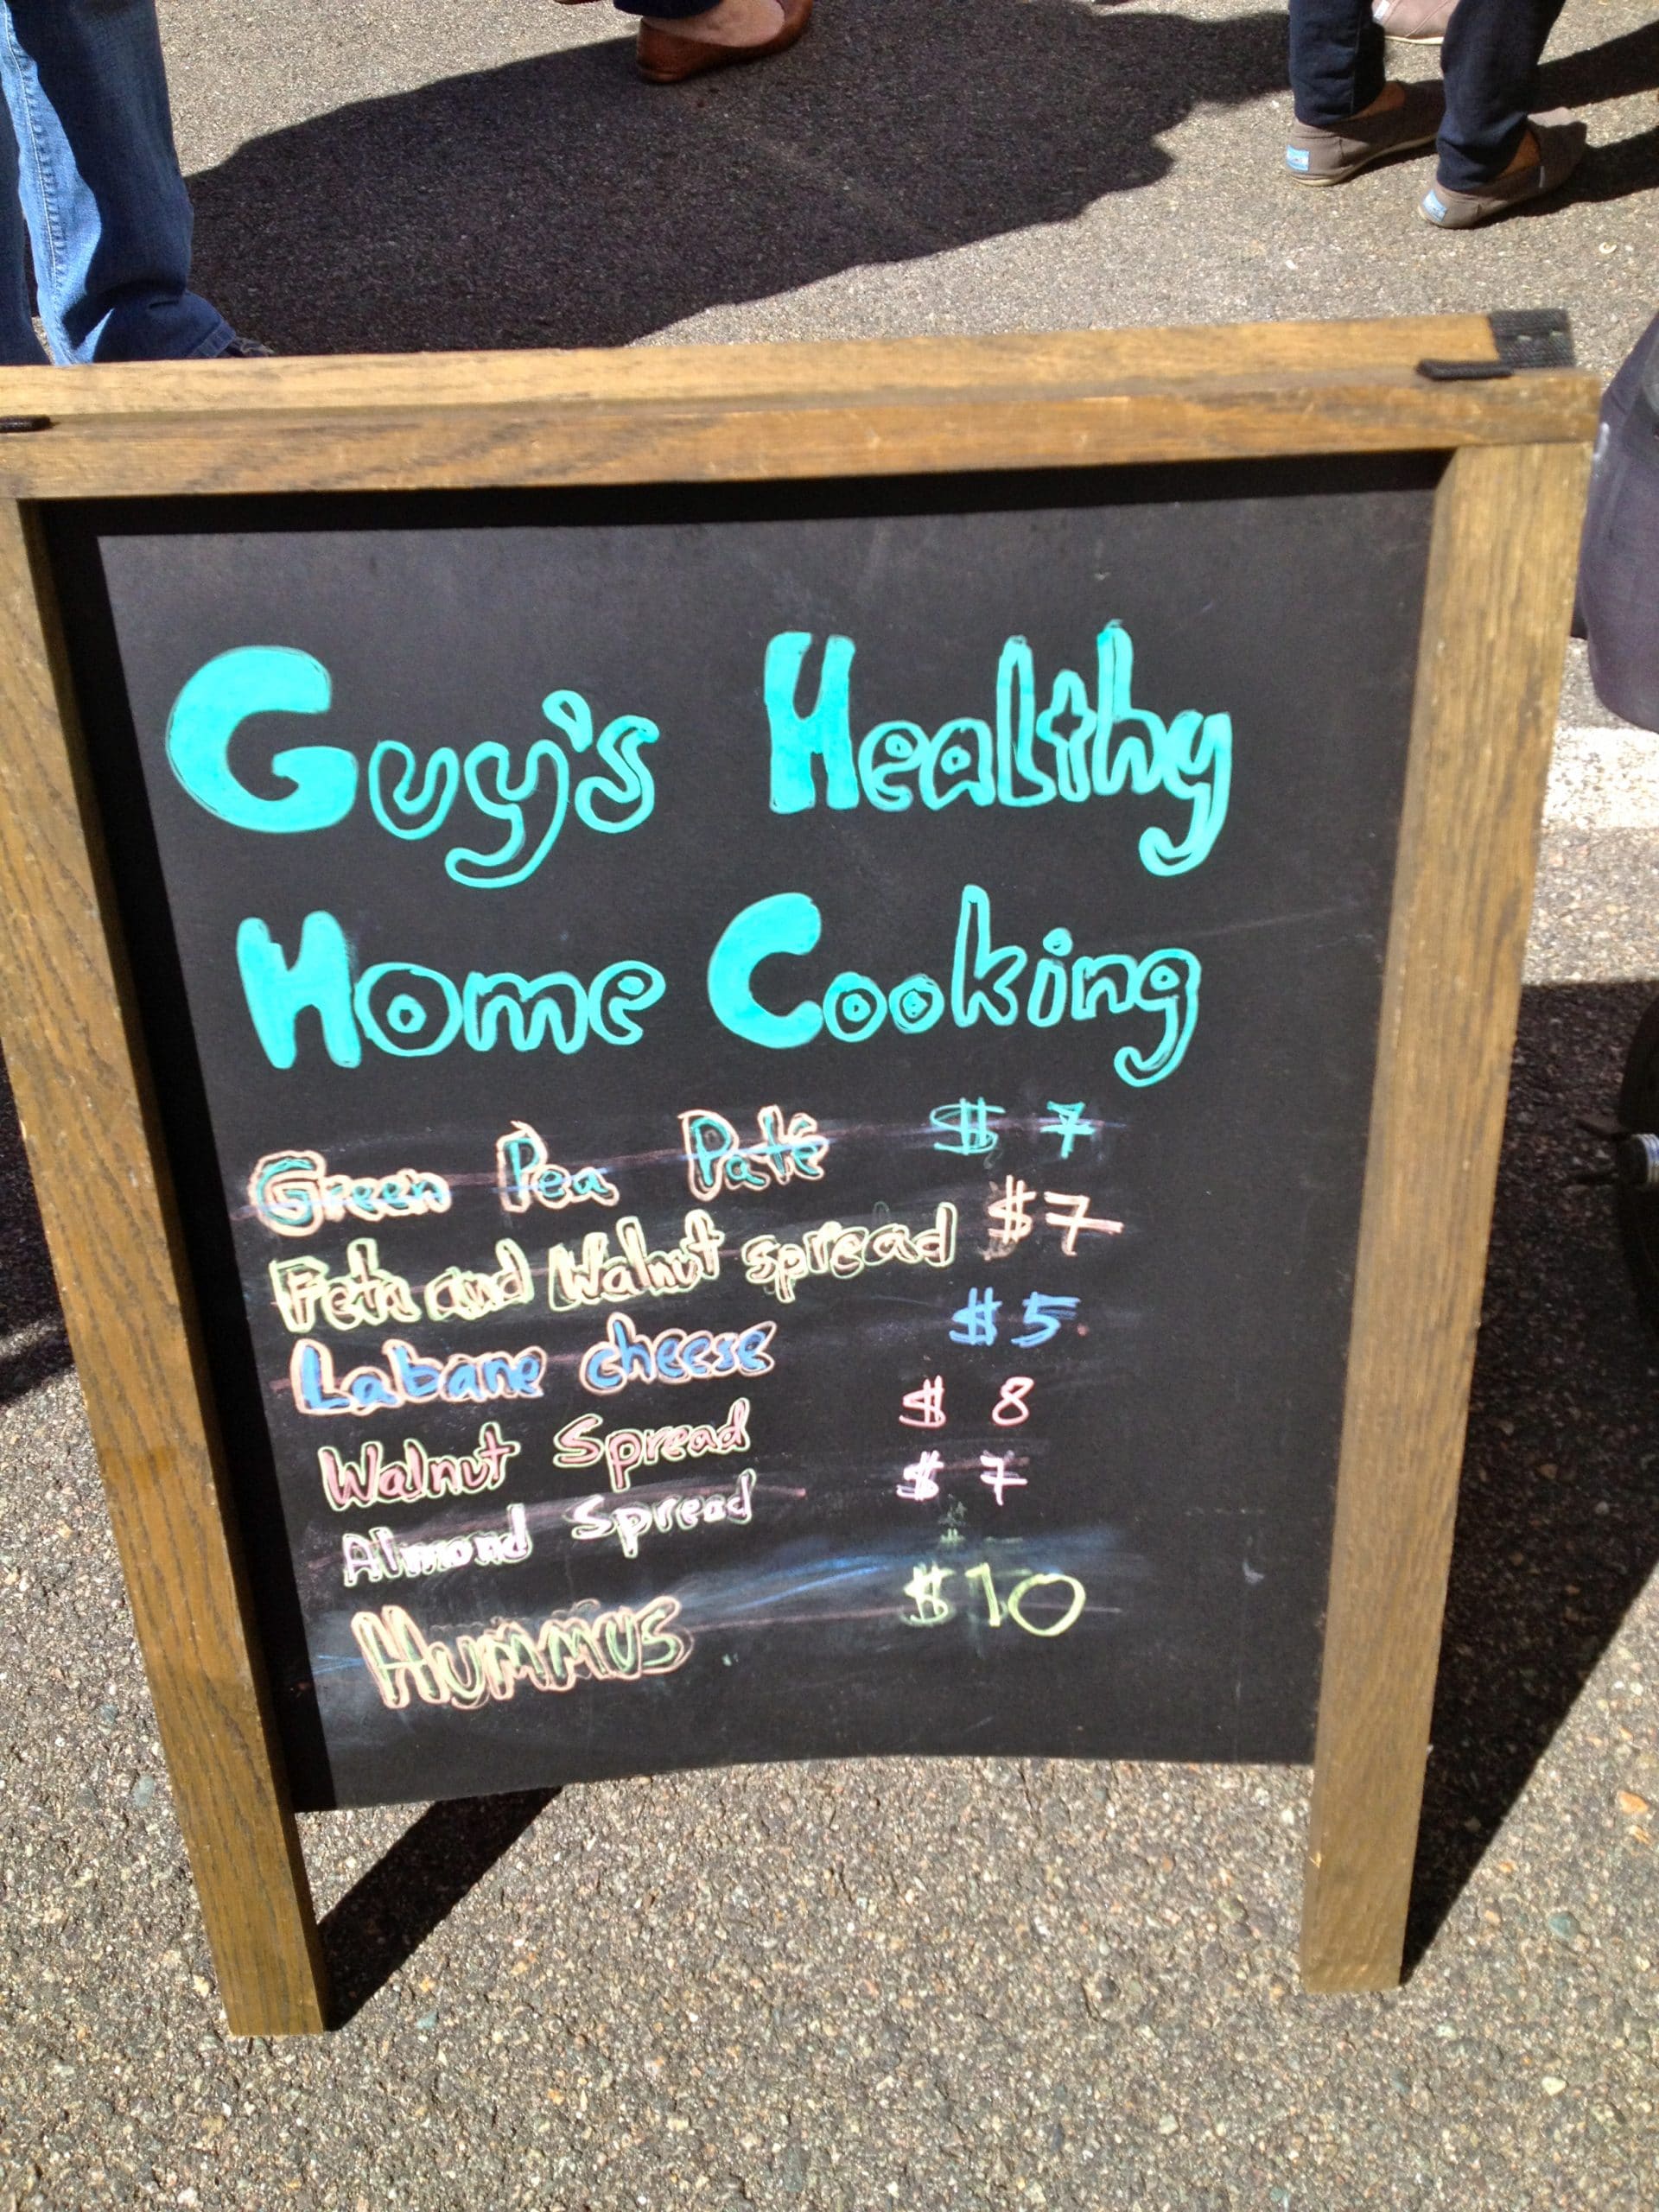 Guy's Healthy
Home Cooking
Green Pea Paté $ 7
Feta and Walnut spread $7
Labane cheese $5
Walnut Spread $ 8
Almond Spread $ 7
Hummus $10